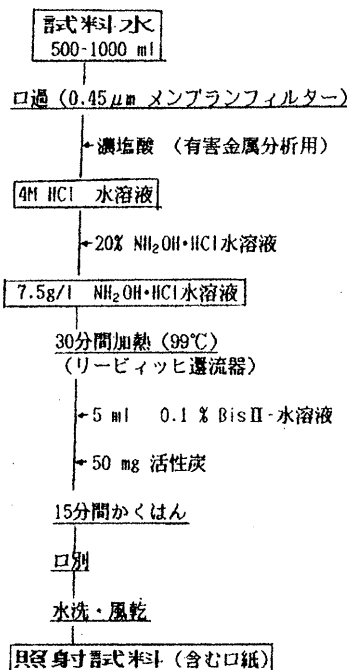 試料水
500-1000 ml
口過 (0.45μm メンブランフィルター)
濃塩酸 (有害金属分析用)
4M HCl 水溶液
20% NH₂OH・HCl水溶液
7.5g/l NH₂OH・HCl水溶液
30分間加熱 (99℃)
(リービィッヒ還流器)
5 ml 0.1 % BisⅡ-水溶液
50 mg 活性炭
15分間かくはん
口別
水洗・風乾
照射試料 (含む口紙)